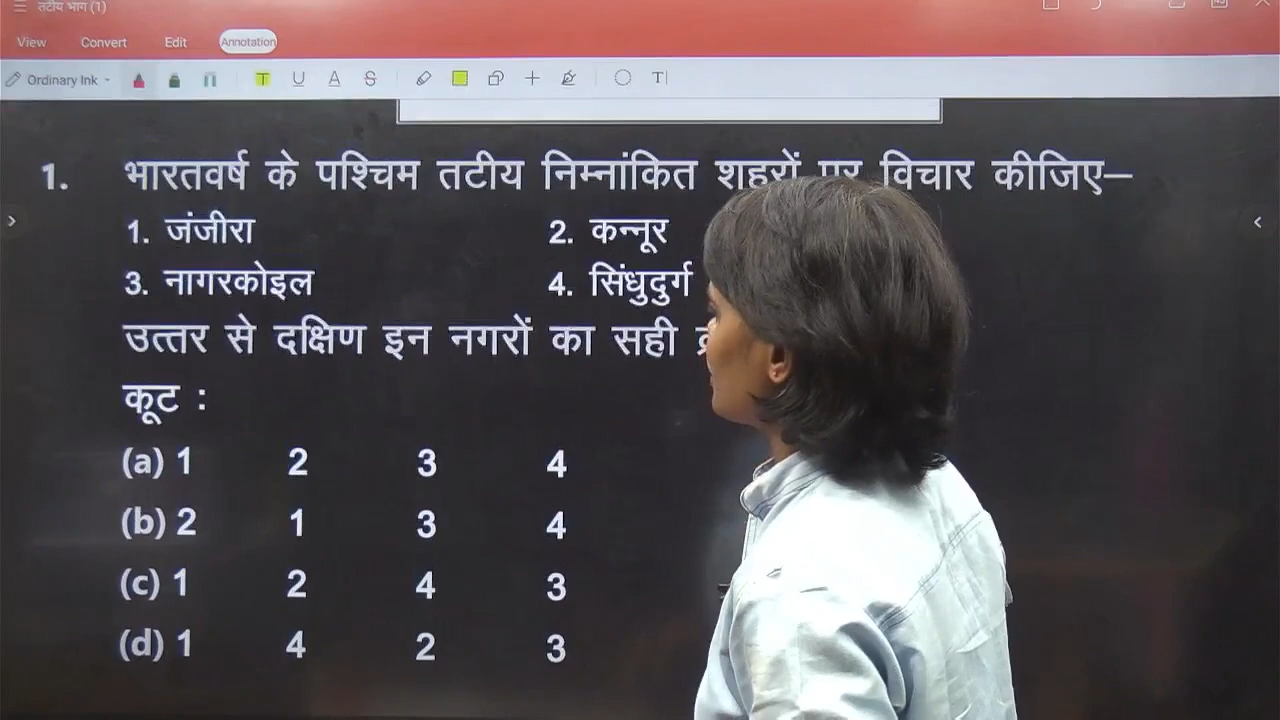 तटीय भाग (1)
View Convert Edit Annotation
Ordinary Ink T U A S T
1. भारतवर्ष के पश्चिम तटीय निम्नांकित शहरों पर विचार कीजिए–
1. जंजीरा 2. कन्नूर
3. नागरकोइल 4. सिंधुदुर्ग
उत्तर से दक्षिण इन नगरों का सही
कूट :
(a) 1 2 3 4
(b) 2 1 3 4
(c) 1 2 4 3
(d) 1 4 2 3